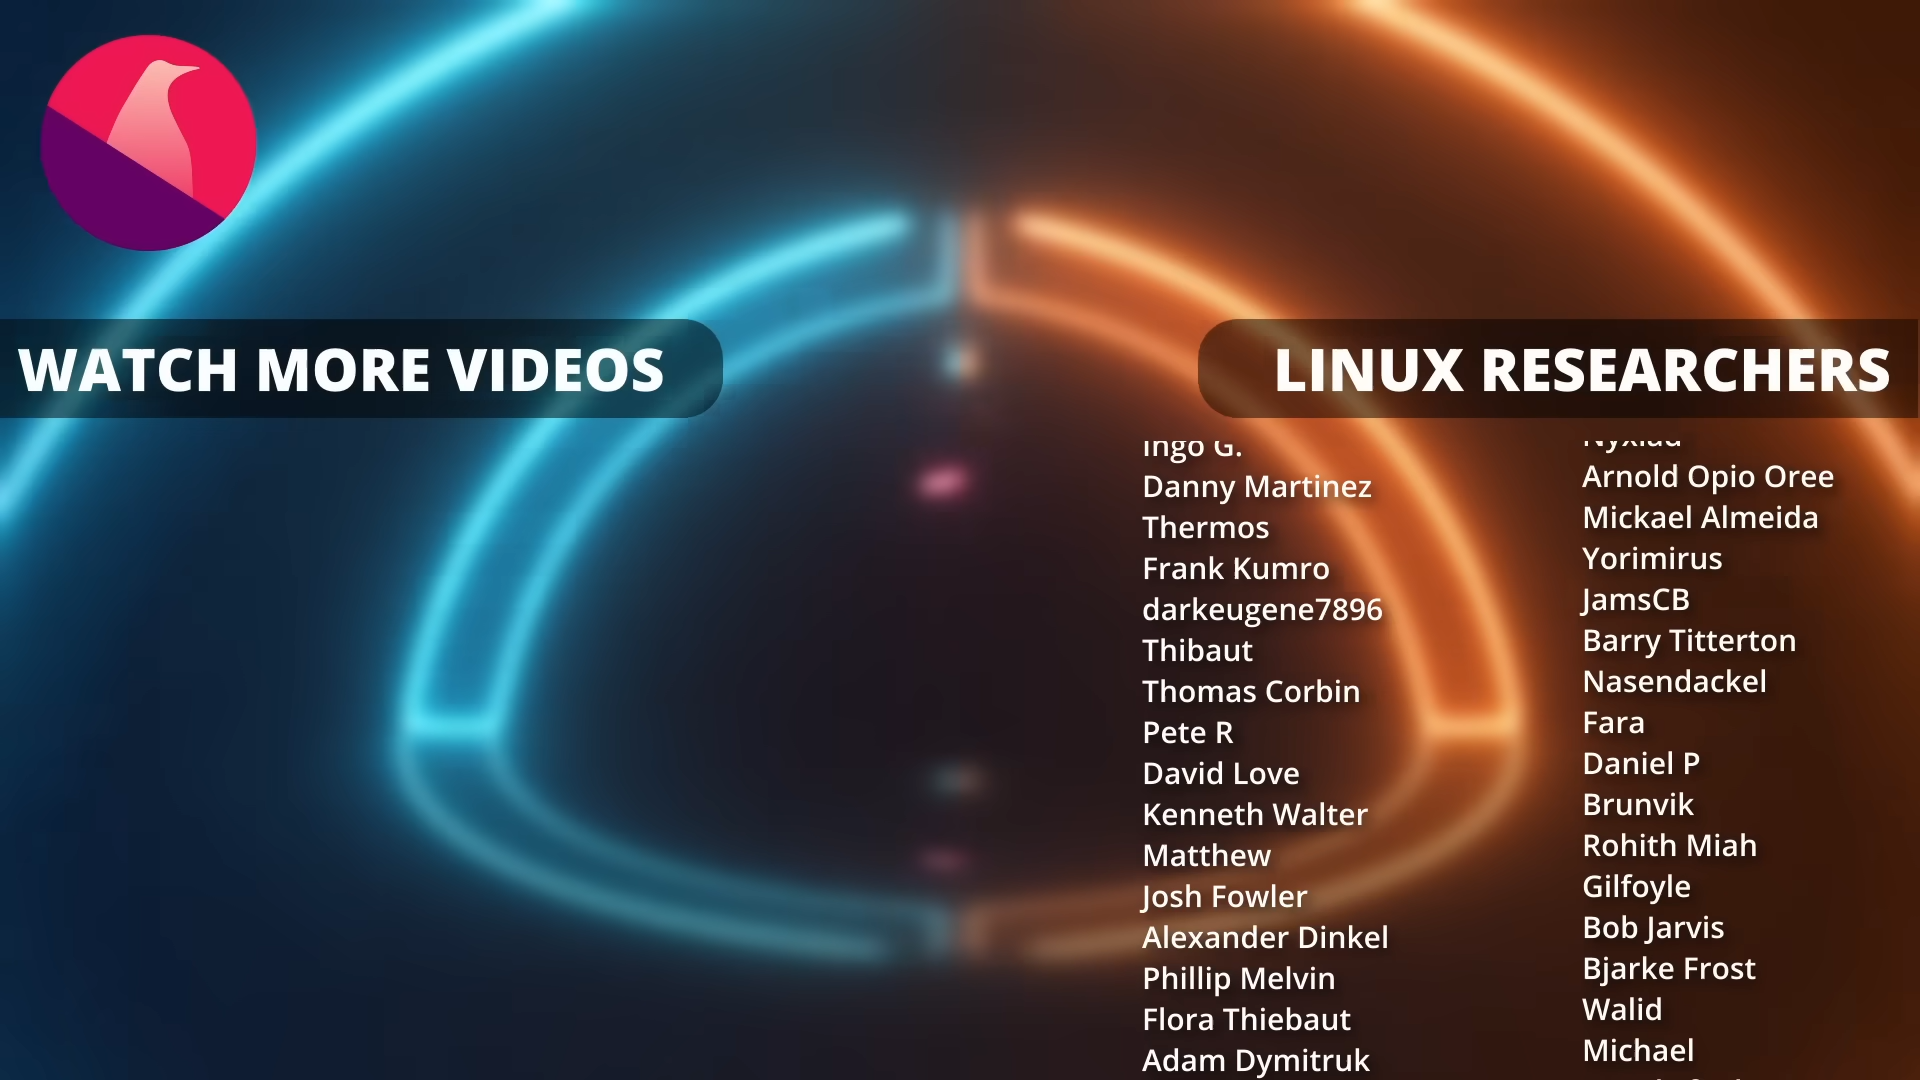 WATCH MORE VIDEOS
LINUX RESEARCHERS
Ingo G.
Danny Martinez
Thermos
Frank Kumro
darkeugene7896
Thibaut
Thomas Corbin
Pete R
David Love
Kenneth Walter
Matthew
Josh Fowler
Alexander Dinkel
Phillip Melvin
Flora Thiebaut
Adam Dymitruk
Arnold Opio Oree
Mickael Almeida
Yorimirus
JamsCB
Barry Titterton
Nasendackel
Fara
Daniel P
Brunvik
Rohith Miah
Gilfoyle
Bob Jarvis
Bjarke Frost
Walid
Michael